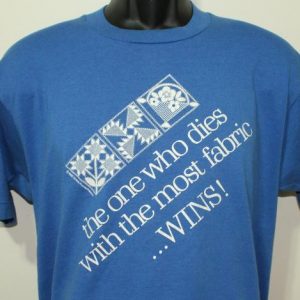 the one who dies
with the most fabric
...WINS!